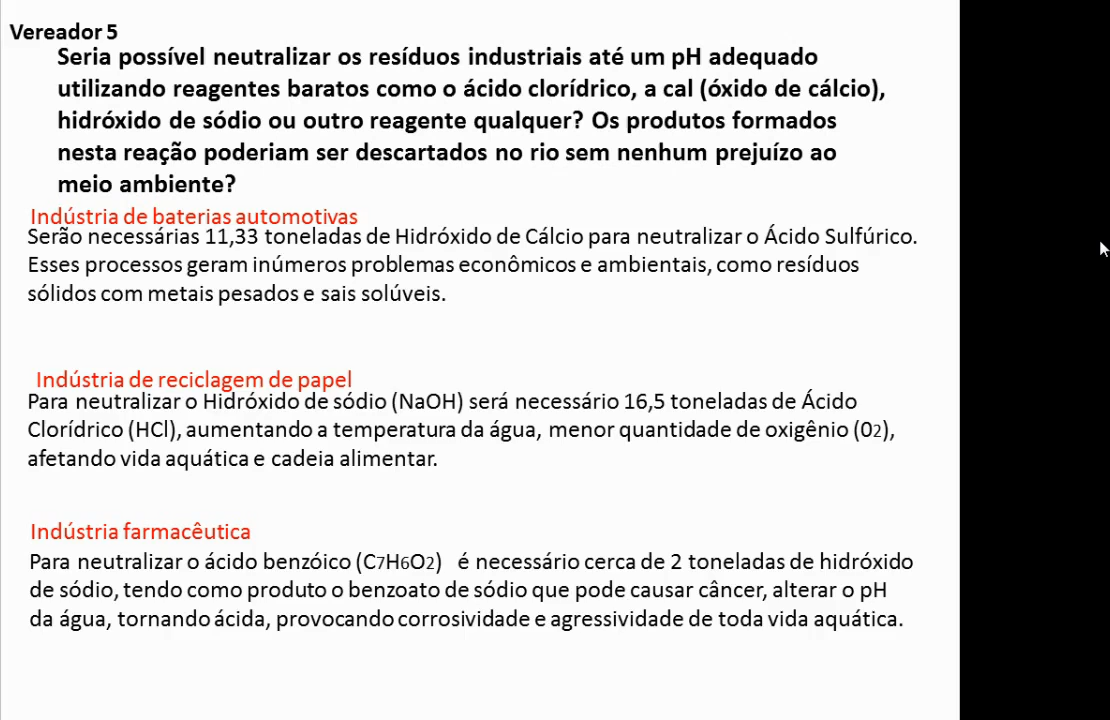 Vereador 5
Seria possível neutralizar os resíduos industriais até um pH adequado
utilizando reagentes baratos como o ácido clorídrico, a cal (óxido de cálcio),
hidróxido de sódio ou outro reagente qualquer? Os produtos formados
nesta reação poderiam ser descartados no rio sem nenhum prejuízo ao
meio ambiente?
Indústria de baterias automotivas
Serão necessárias 11,33 toneladas de Hidróxido de Cálcio para neutralizar o Ácido Sulfúrico.
Esses processos geram inúmeros problemas econômicos e ambientais, como resíduos
sólidos com metais pesados e sais solúveis.
Indústria de reciclagem de papel
Para neutralizar o Hidróxido de sódio (NaOH) será necessário 16,5 toneladas de Ácido
Clorídrico (HCl), aumentando a temperatura da água, menor quantidade de oxigênio (02),
afetando vida aquática e cadeia alimentar.
Indústria farmacêutica
Para neutralizar o ácido benzóico (C7H6O2) é necessário cerca de 2 toneladas de hidróxido
de sódio, tendo como produto o benzoato de sódio que pode causar câncer, alterar o pH
da água, tornando ácida, provocando corrosividade e agressividade de toda vida aquática.